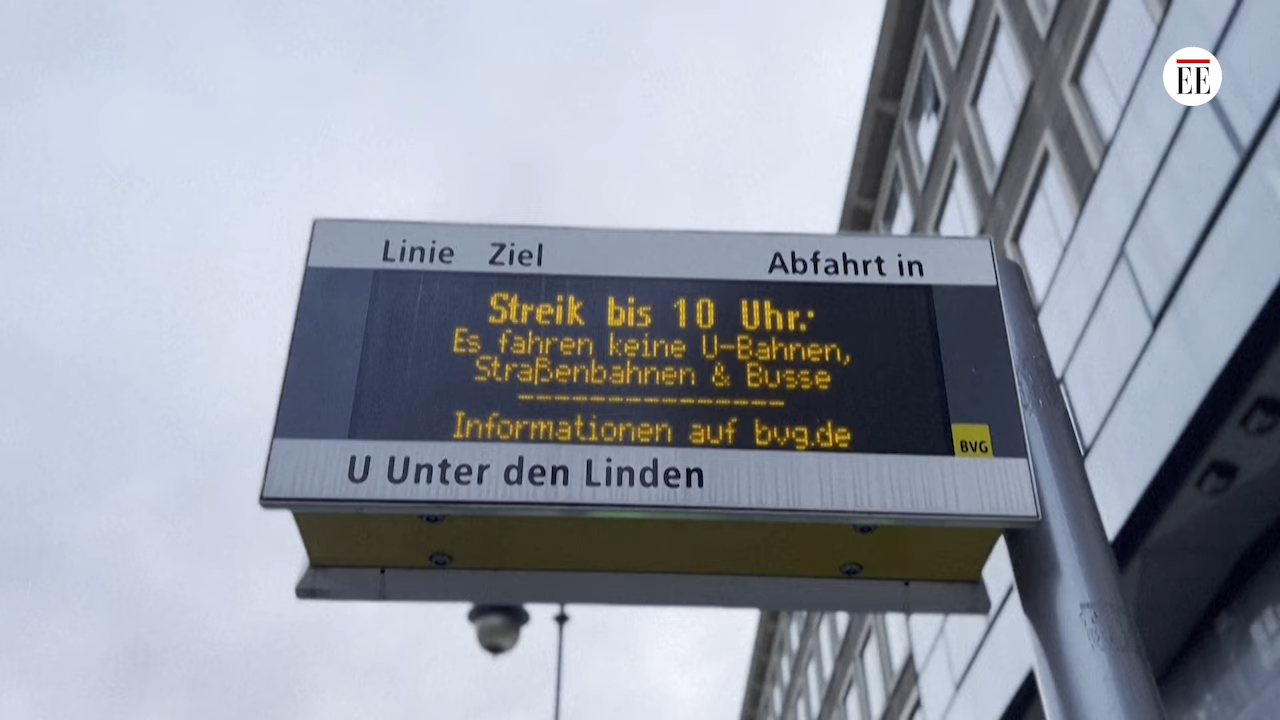 EE
Linie Ziel Abfahrt in
Streik bis 10 Uhr:
Es fahren keine U-Bahnen,
Straßenbahnen & Busse
---------------
Informationen auf bvg.de
BVG
U Unter den Linden